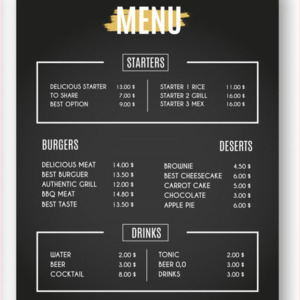 MENU
STARTERS
DELICIOUS STARTER 13.00 $
TO SHARE 7.00 $
BEST OPTION 9.00 $
STARTER 1 RICE 11.00 $
STARTER 2 GRILL 16.00 $
STARTER 3 MEX 16.00 $
BURGERS
DELICIOUS MEAT 14.00 $
BEST BURGUER 13.50 $
AUTHENTIC GRILL 12.00 $
BBQ MEAT 14.80 $
BEST TASTE 13.50 $
DESERTS
BROWNIE 4.50 $
BEST CHEESECAKE 6.00 $
CARROT CAKE 5.00 $
CHOCOLATE 3.00 $
APPLE PIE 6.00 $
DRINKS
WATER 2.00 $
BEER 3.00 $
COCKTAIL 8.00 $
TONIC 2.00 $
BEER 0,0 3.00 $
DRINKS 3.00 $